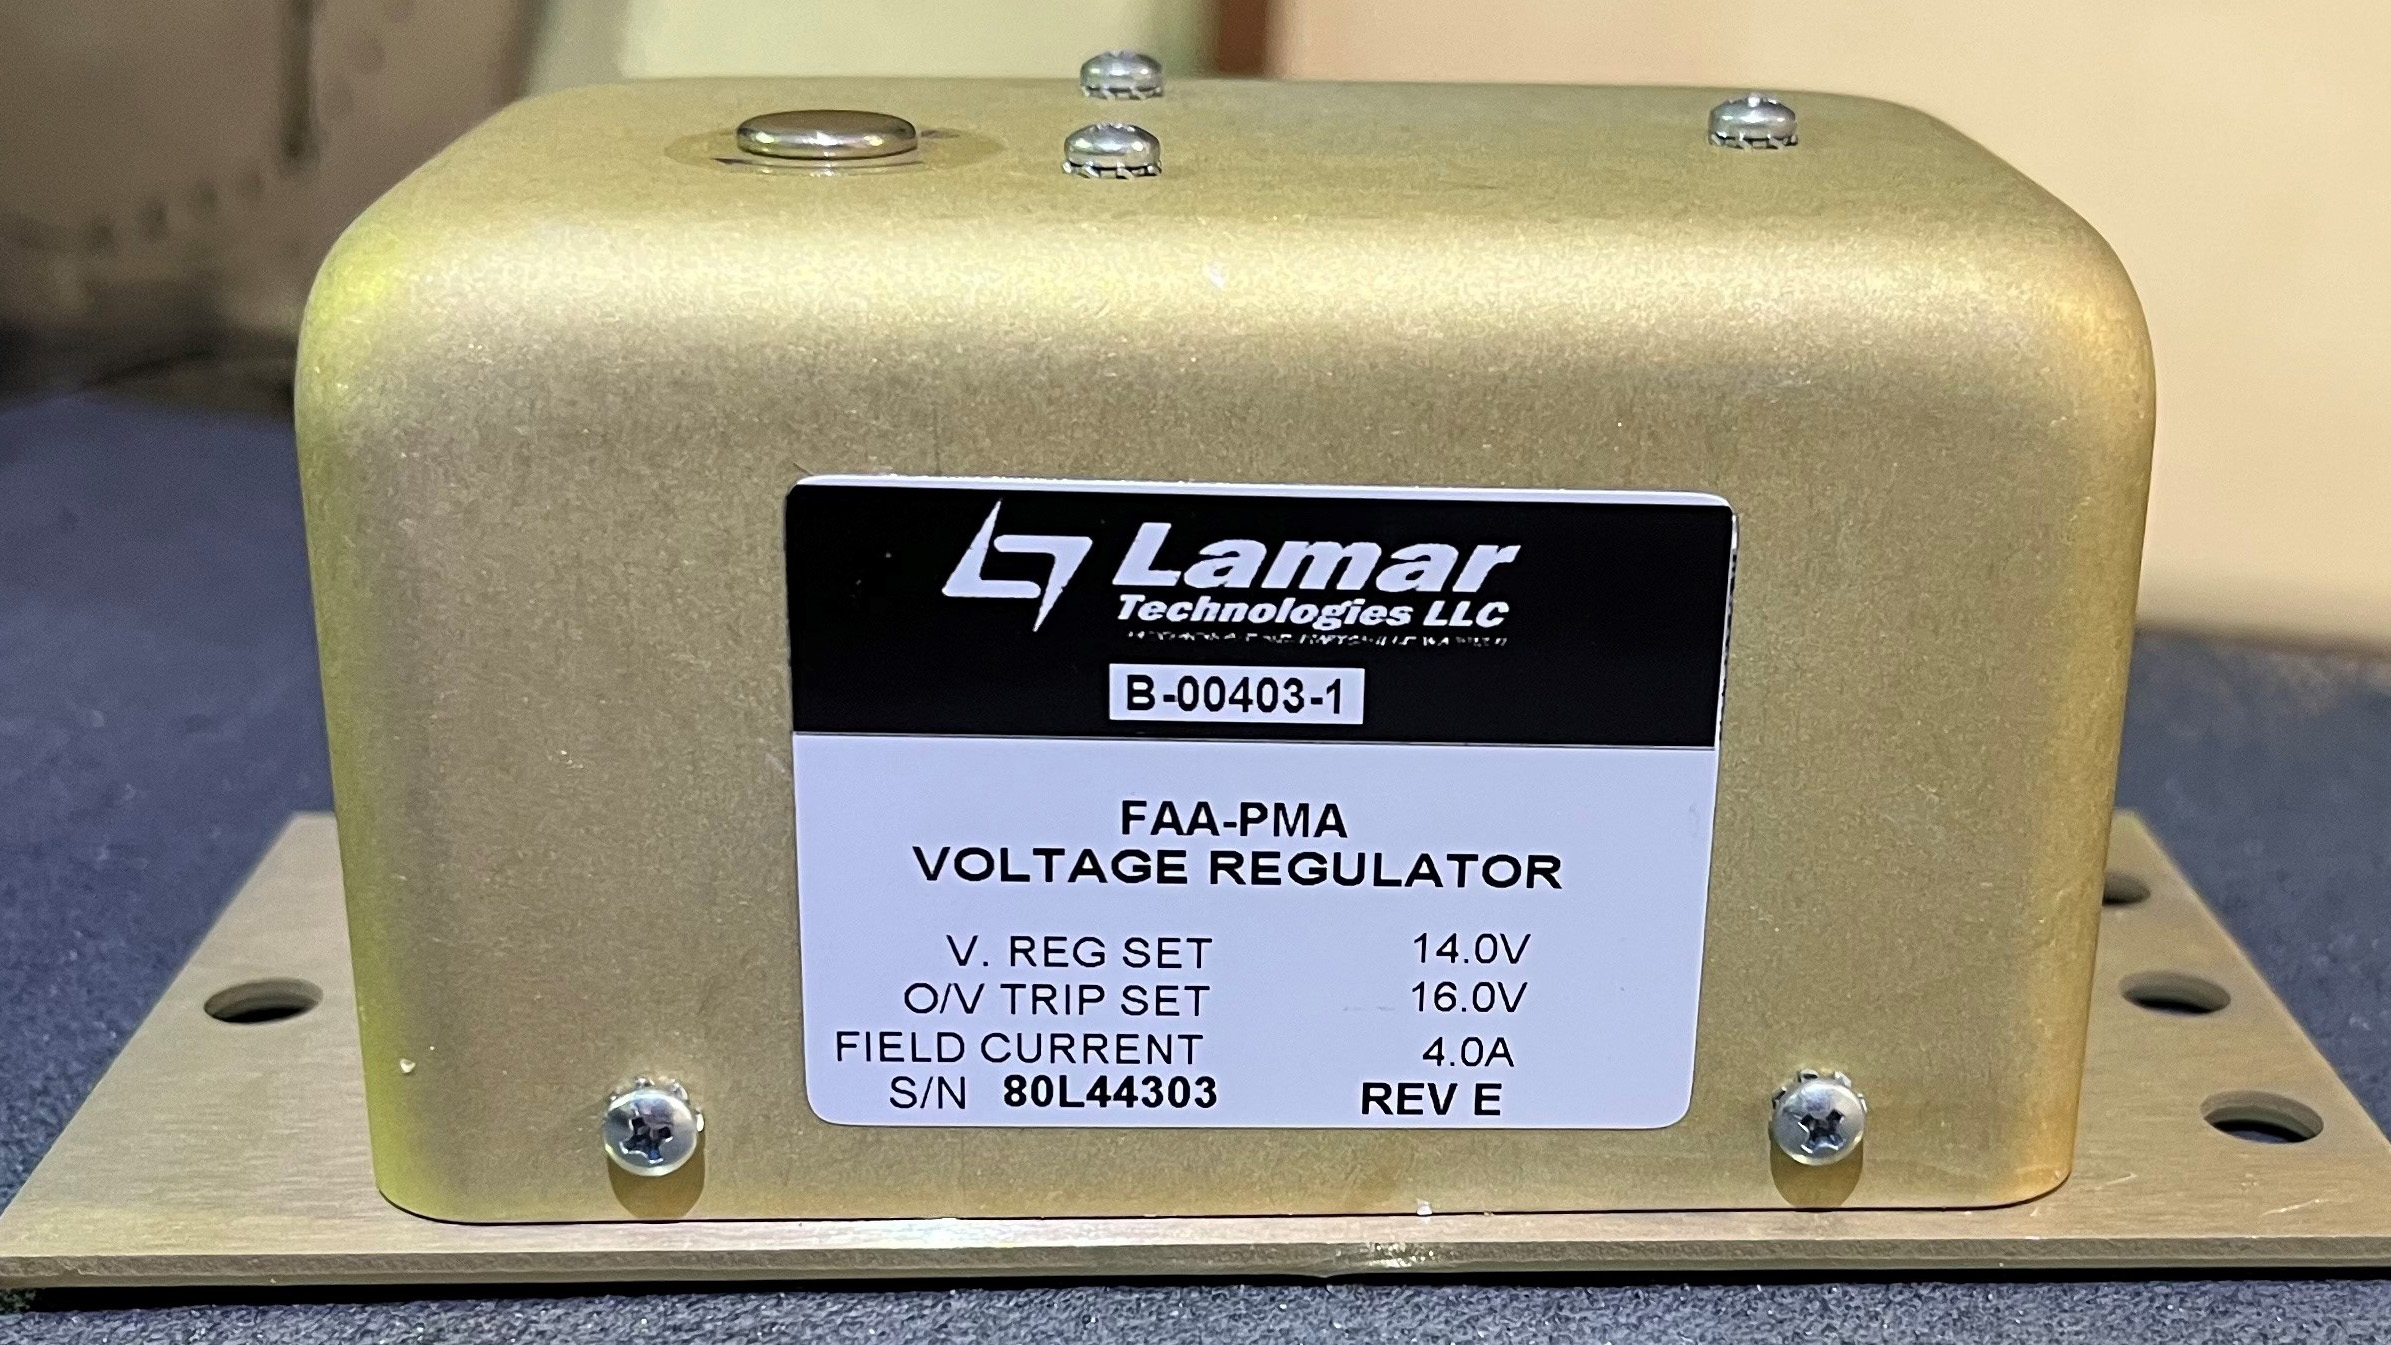 Lamar
Technologies LLC
B-00403-1
FAA-PMA
VOLTAGE REGULATOR
V. REG SET 14.0V
O/V TRIP SET 16.0V
FIELD CURRENT 4.0A
S/N 80L44303 REV E